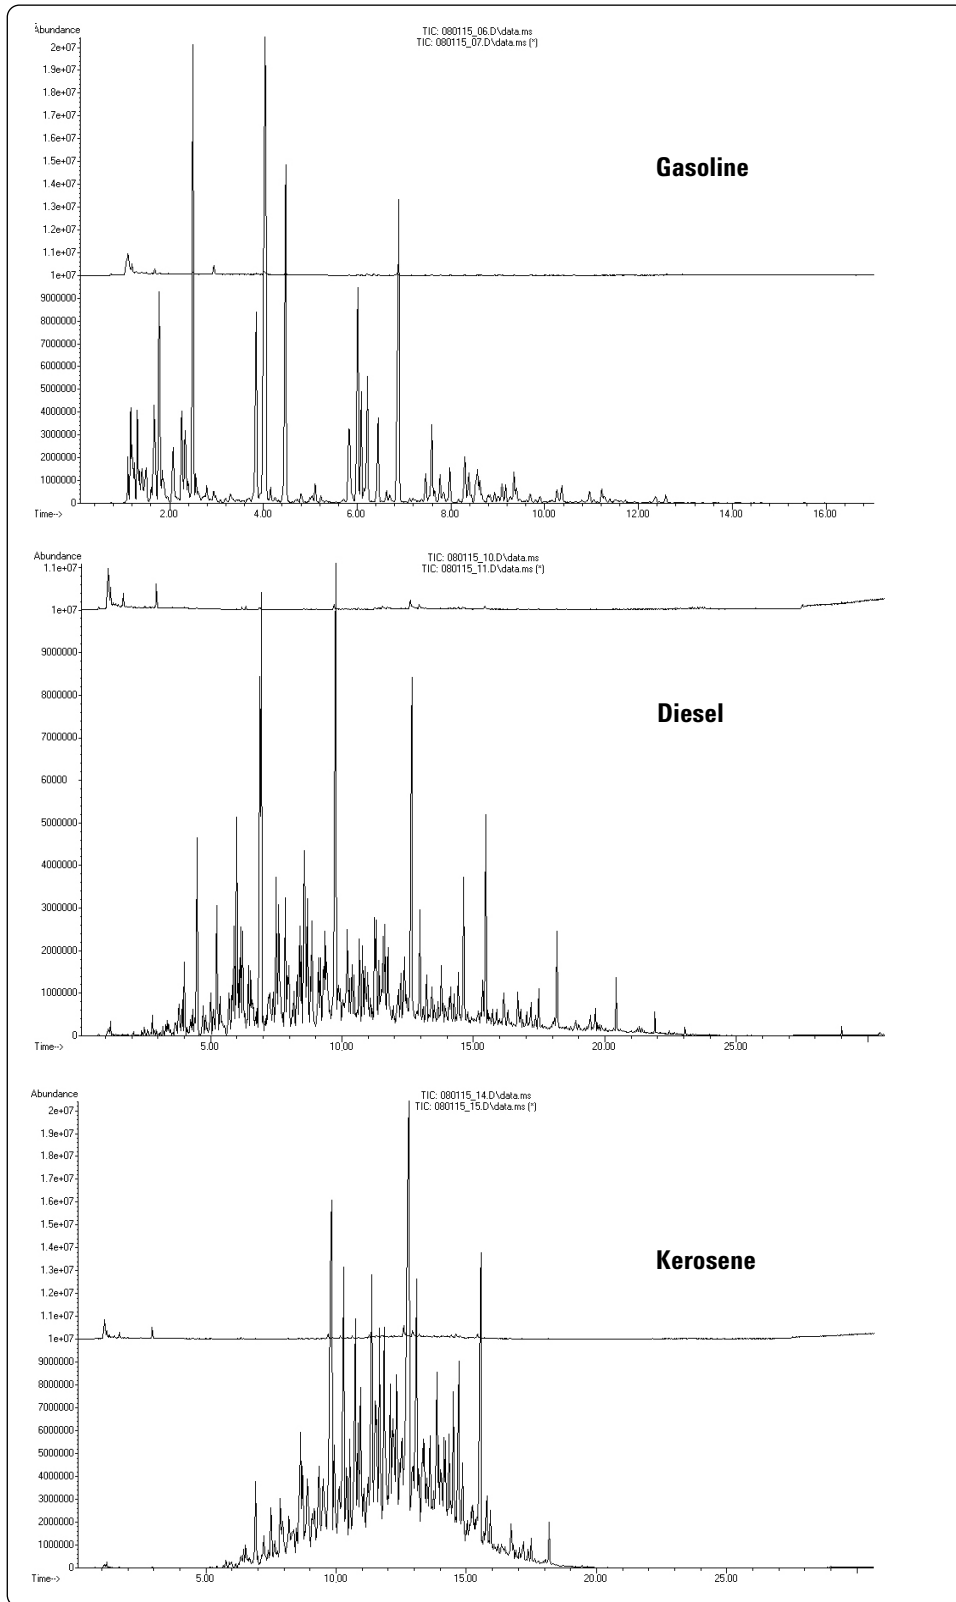 Abundance
TIC: 080115_06.D\data.ms
TIC: 080115_07.D\data.ms (*)
2e+07
1.9e+07
1.8e+07
1.7e+07
1.6e+07
1.5e+07
1.4e+07
1.3e+07
1.2e+07
1.1e+07
1e+07
9000000
8000000
7000000
6000000
5000000
4000000
3000000
2000000
1000000
0
Gasoline
Time--> 2.00 4.00 6.00 8.00 10.00 12.00 14.00 16.00
Abundance
TIC: 080115_10.D\data.ms
TIC: 080115_11.D\data.ms (*)
1.1e+07
1e+07
9000000
8000000
7000000
60000000
5000000
4000000
3000000
2000000
1000000
0
Diesel
Time--> 5.00 10.00 15.00 20.00 25.00
Abundance
TIC: 080115_14.D\data.ms
TIC: 080115_15.D\data.ms (*)
2e+07
1.9e+07
1.8e+07
1.7e+07
1.6e+07
1.5e+07
1.4e+07
1.3e+07
1.2e+07
1.1e+07
1e+07
9000000
8000000
7000000
6000000
5000000
4000000
3000000
2000000
1000000
0
Kerosene
Time--> 5.00 10.00 15.00 20.00 25.00